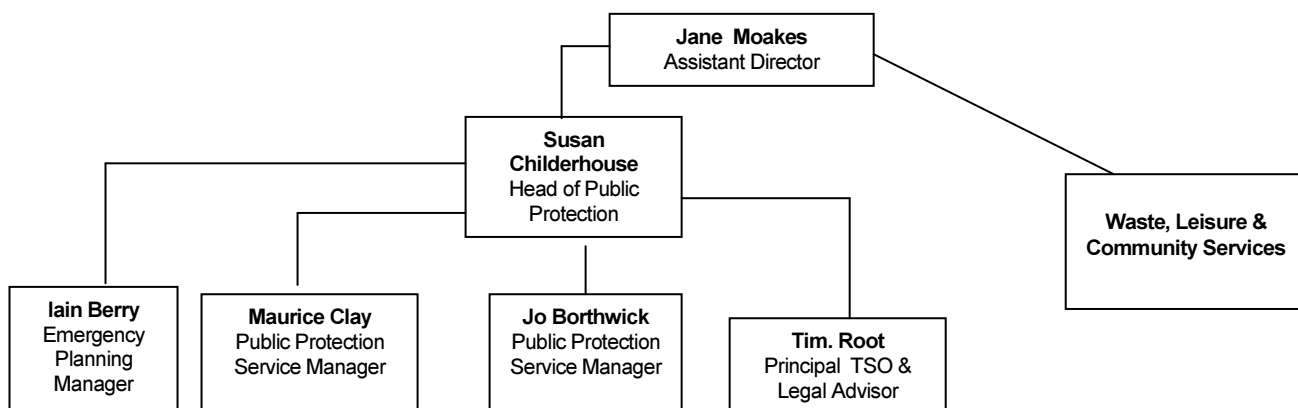 Jane Moakes
Assistant Director
Susan
Childerhouse
Head of Public
Protection
Waste, Leisure &
Community Services
Iain Berry
Emergency
Planning
Manager
Maurice Clay
Public Protection
Service Manager
Jo Borthwick
Public Protection
Service Manager
Tim. Root
Principal TSO &
Legal Advisor